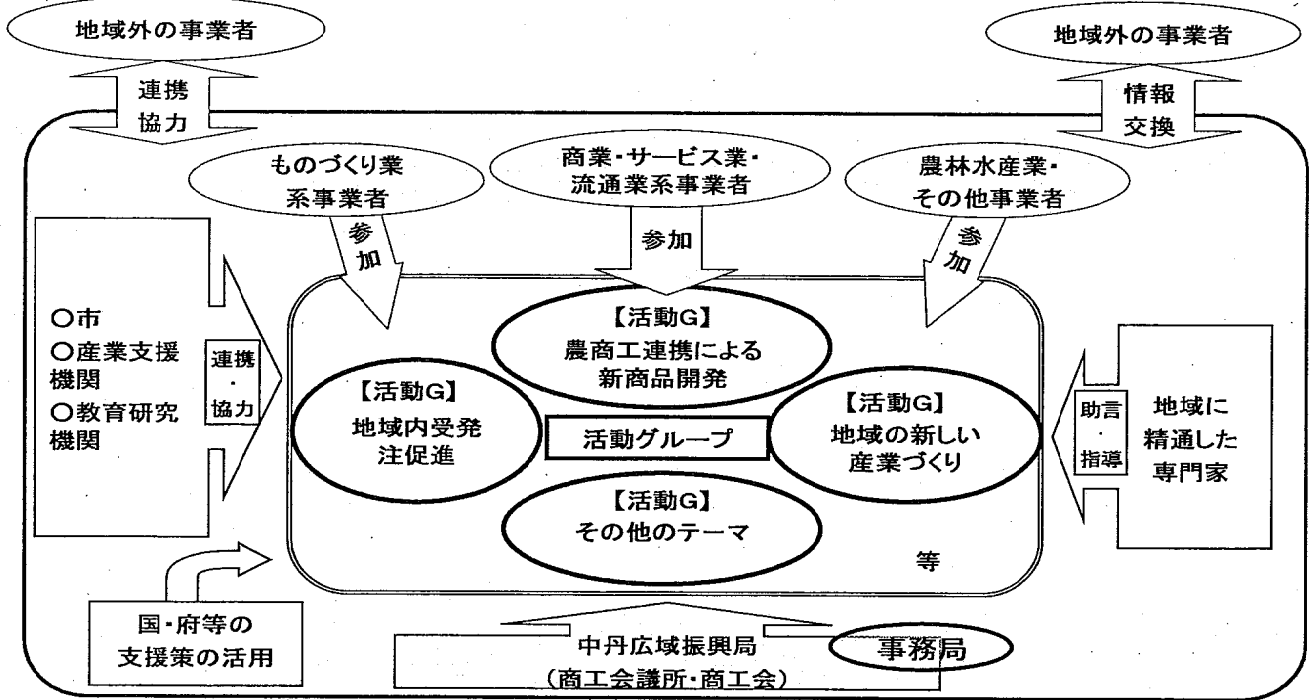 地域外の事業者
地域外の事業者
連携
協力
情報
交換
ものづくり業
系事業者
商業・サービス業・
流通業系事業者
農林水産業・
その他事業者
参
加
参加
参
加
○市
○産業支援
機関
○教育研究
機関
連携
・
協力
【活動G】
農商工連携による
新商品開発
【活動G】
地域内受発
注促進
活動グループ
【活動G】
地域の新しい
産業づくり
【活動G】
その他のテーマ
等
助言
・
指導
地域に
精通した
専門家
国・府等の
支援策の活用
中丹広域振興局
(商工会議所・商工会)
事務局